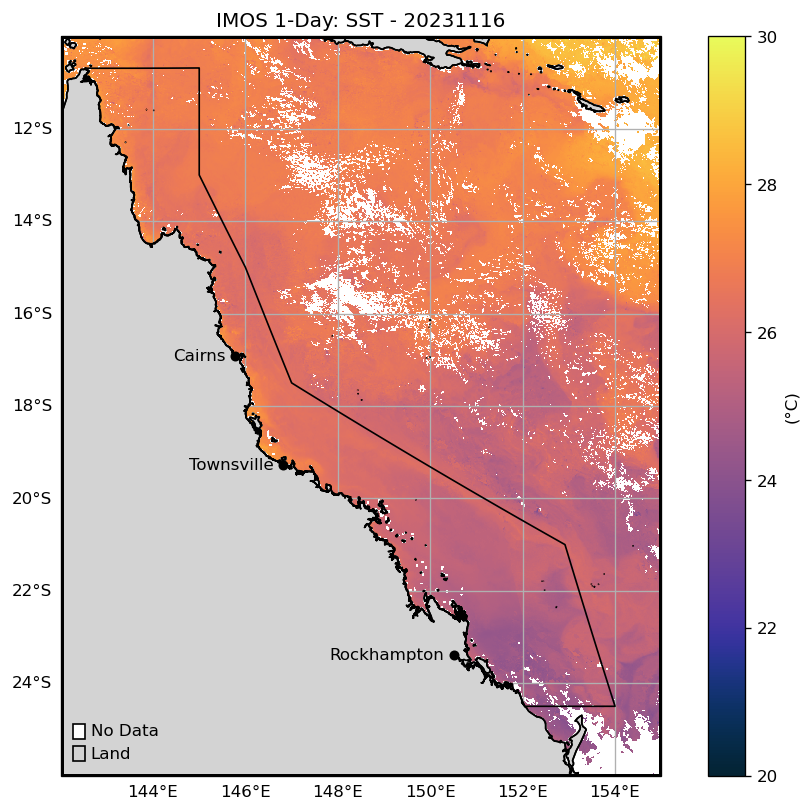 IMOS 1-Day: SST - 20231116
12°S
14°S
16°S
18°S
20°S
22°S
24°S
Cairns
Townsville
Rockhampton
No Data
Land
144°E 146°E 148°E 150°E 152°E 154°E
30
28
26
24
22
20
(°C)